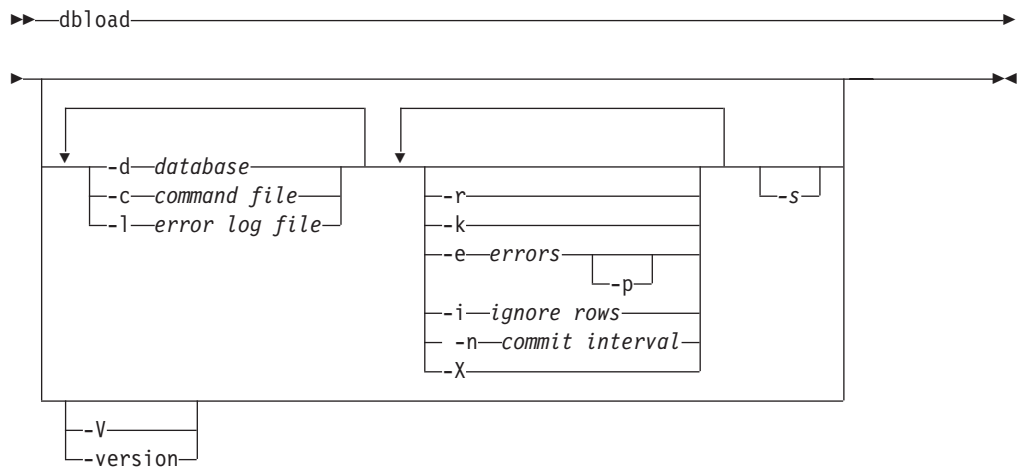 dbload
-d database
-c command file
-l error log file
-r
-k
-e errors
-p
-i ignore rows
-n commit interval
-X
-s
-V
-version